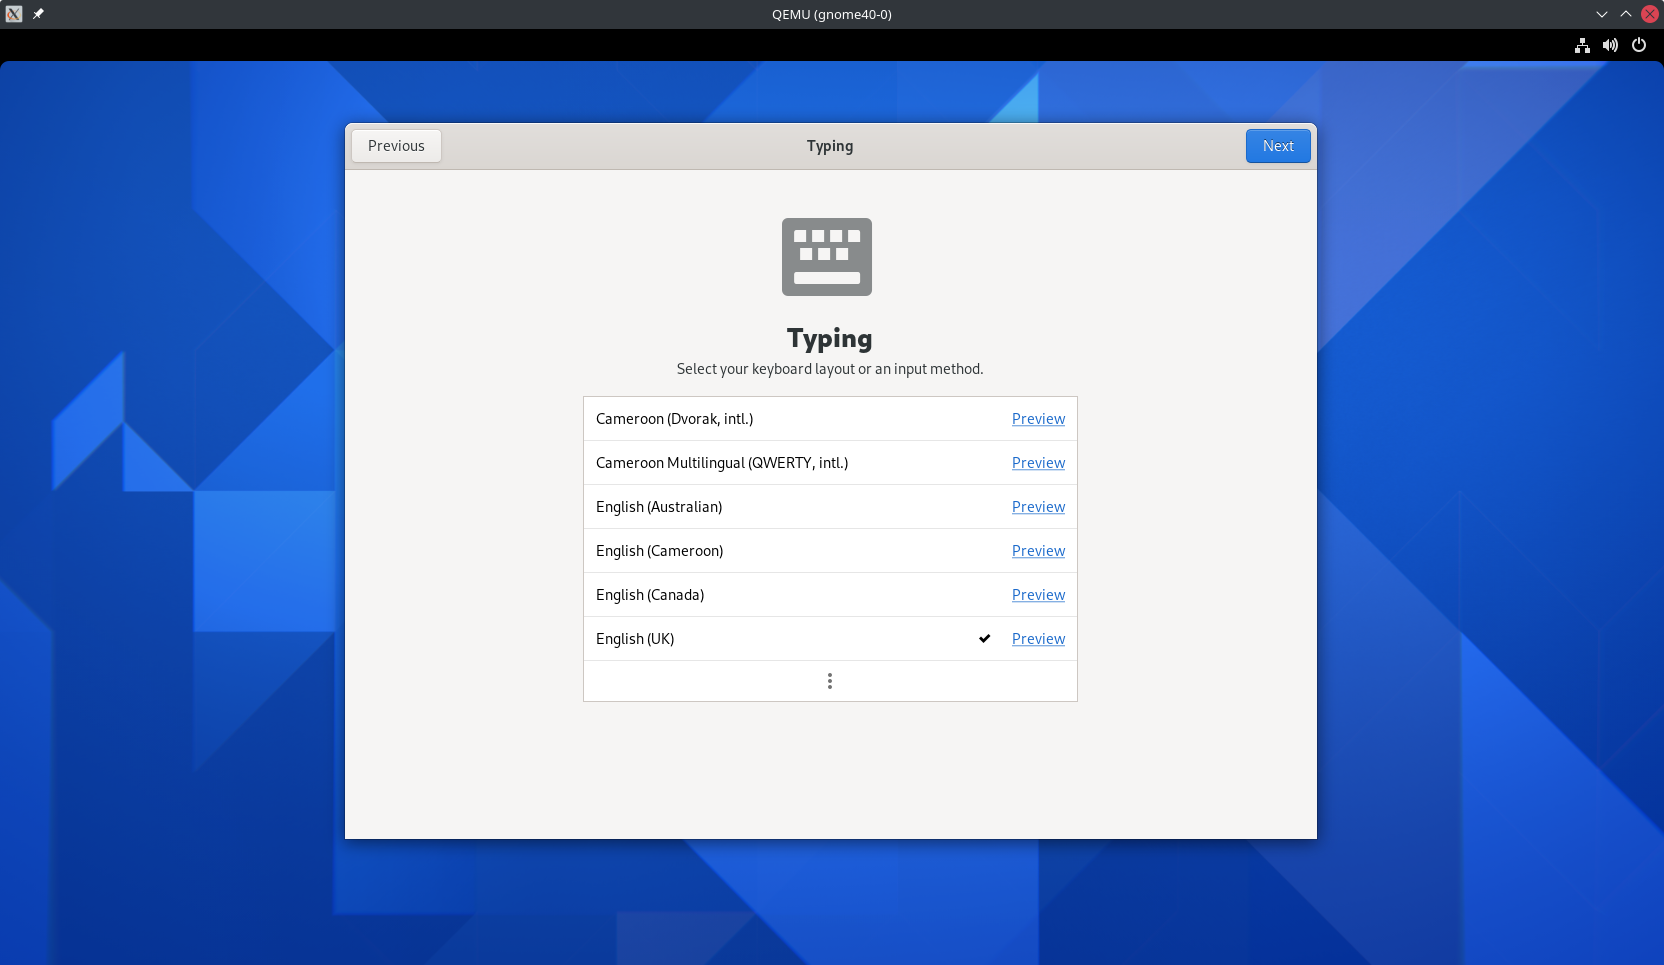 QEMU (gnome40-0)
Previous
Typing
Next
Typing
Select your keyboard layout or an input method.
Cameroon (Dvorak, intl.) Preview
Cameroon Multilingual (QWERTY, intl.) Preview
English (Australian) Preview
English (Cameroon) Preview
English (Canada) Preview
English (UK) Preview